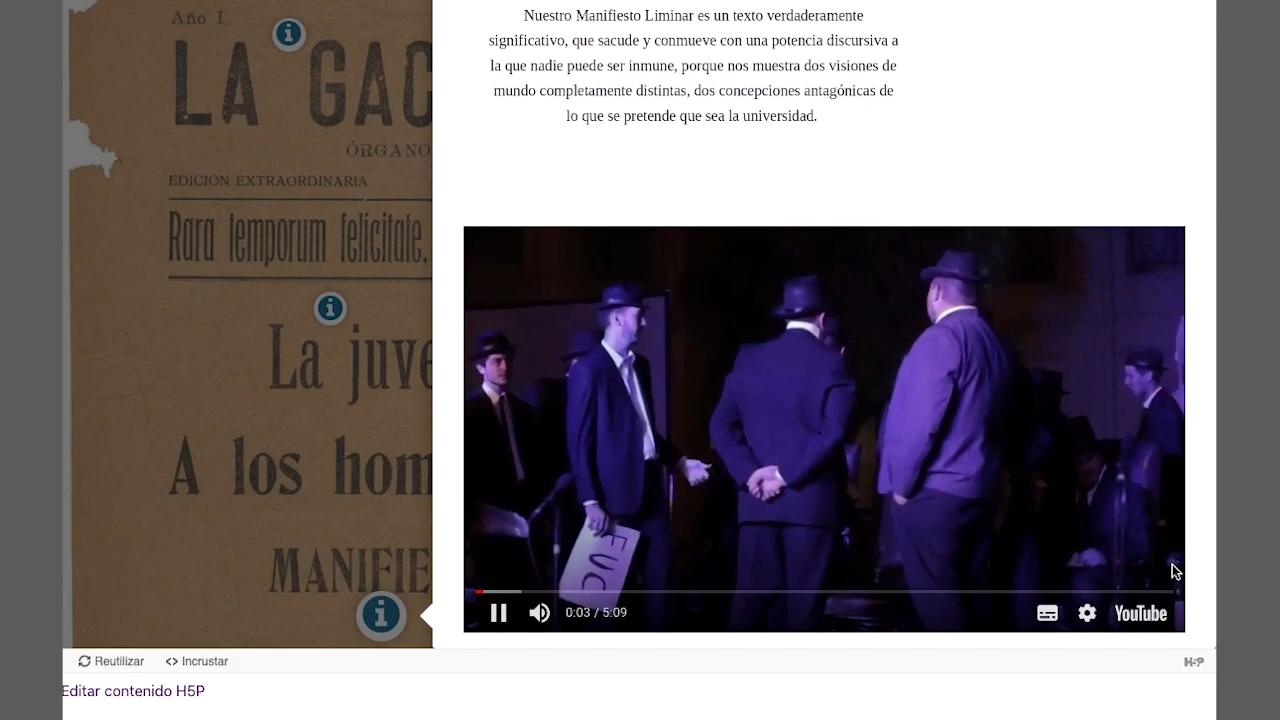 Año I
LA GAC
ÓRGANO
EDICION EXTRAORDINARIA
Rara temporum felicitate,
La juve
A los hom
MANIFIE
Nuestro Manifiesto Liminar es un texto verdaderamente
significativo, que sacude y conmueve con una potencia discursiva a
la que nadie puede ser inmune, porque nos muestra dos visiones de
mundo completamente distintas, dos concepciones antagónicas de
lo que se pretende que sea la universidad.
FUC
0:03 / 5:09
YouTube
Reutilizar
<> Incrustar
H5P
Editar contenido H5P